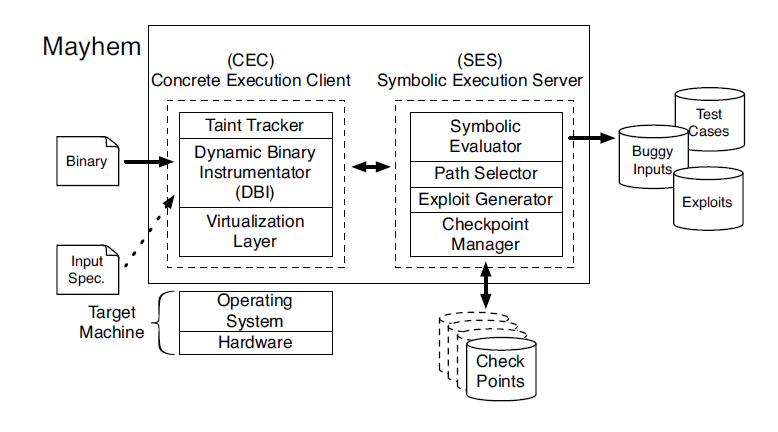 Mayhem
(CEC)
Concrete Execution Client
(SES)
Symbolic Execution Server
Taint Tracker
Dynamic Binary
Instrumentator
(DBI)
Virtualization
Layer
Symbolic
Evaluator
Path Selector
Exploit Generator
Checkpoint
Manager
Binary
Input
Spec.
Test
Cases
Buggy
Inputs
Exploits
Target
Machine
Operating
System
Hardware
Check
Points